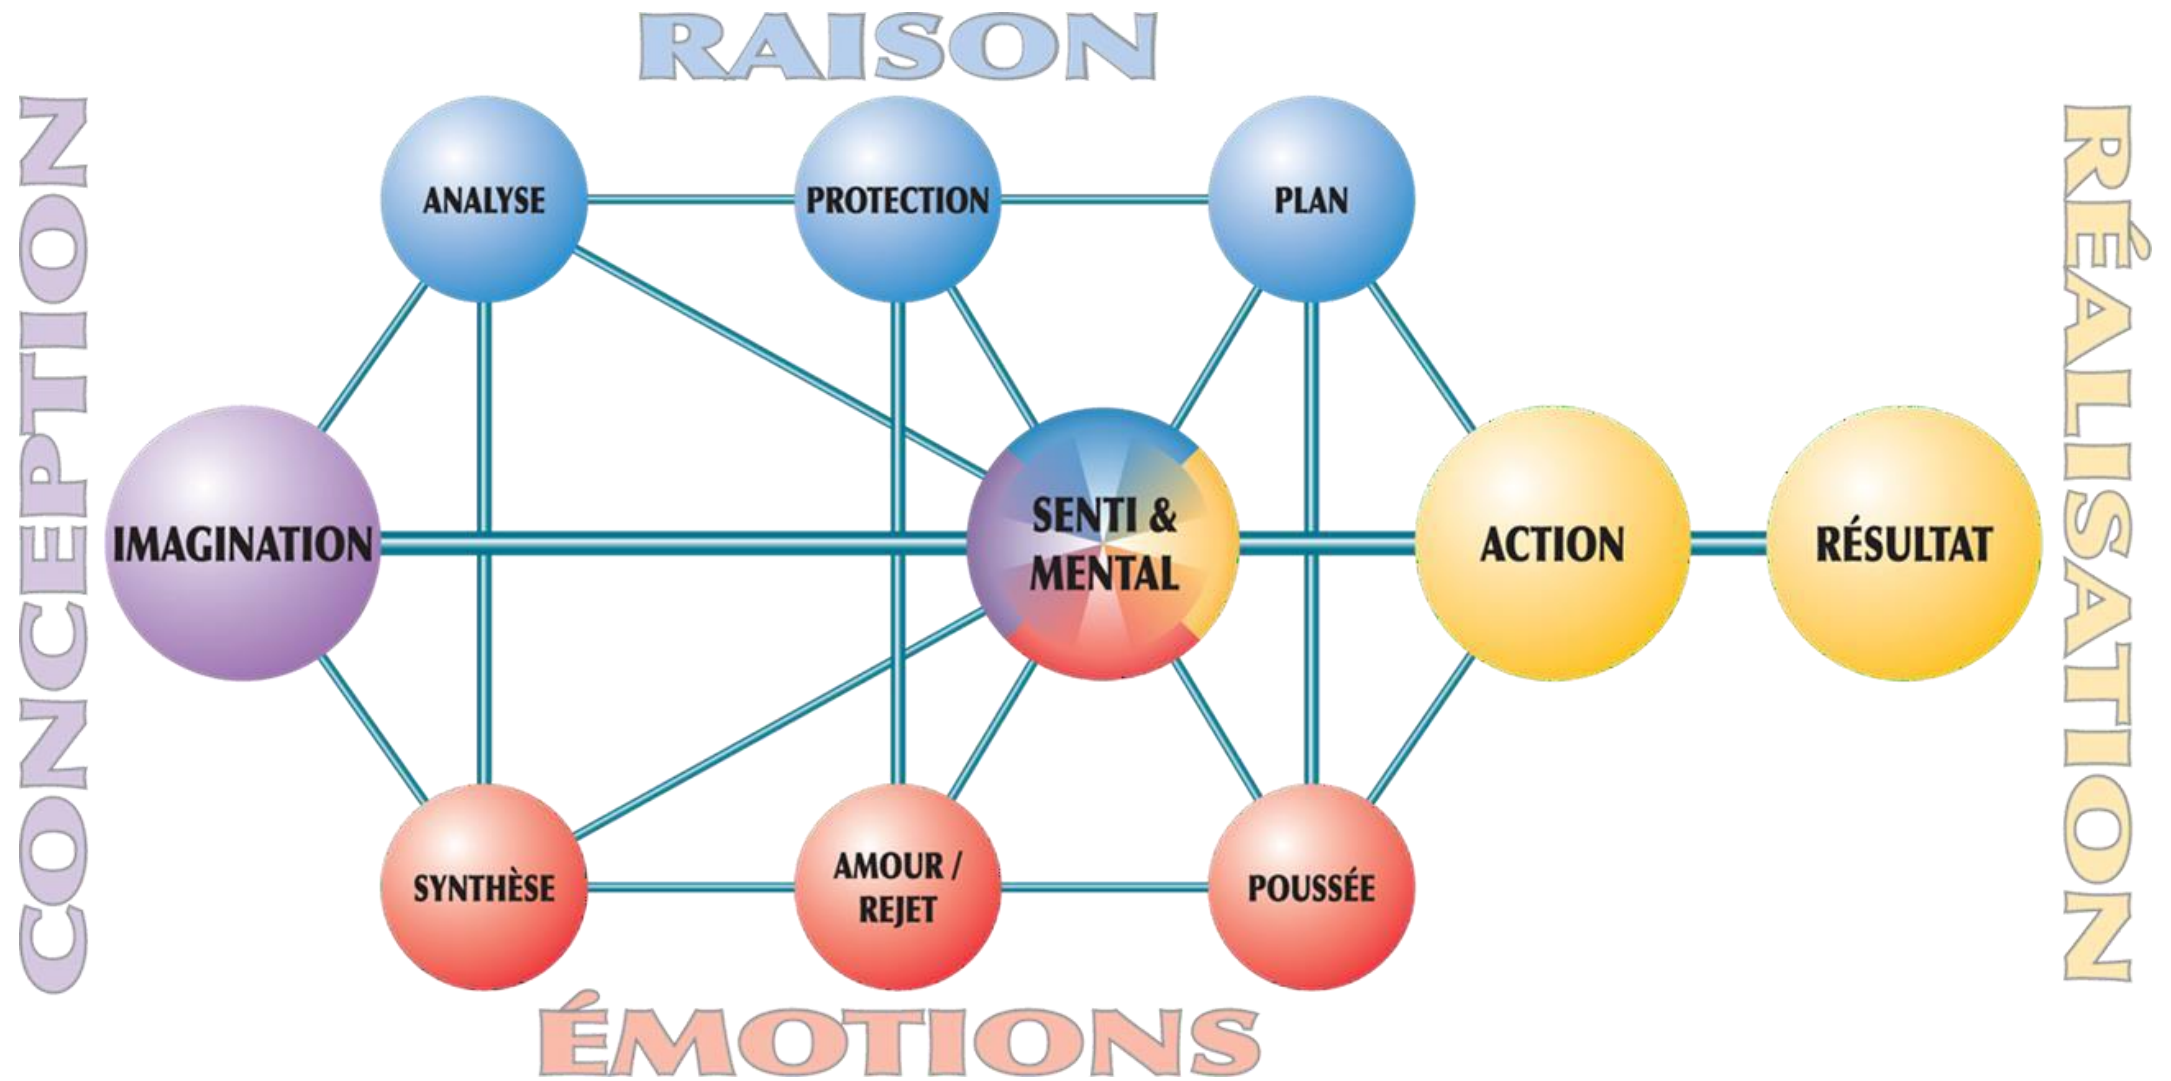 RAISON
CONCEPTION
RÉALISATION
ANALYSE
PROTECTION
PLAN
IMAGINATION
SENTI &
MENTAL
ACTION
RÉSULTAT
SYNTHÈSE
AMOUR /
REJET
POUSSÉE
ÉMOTIONS